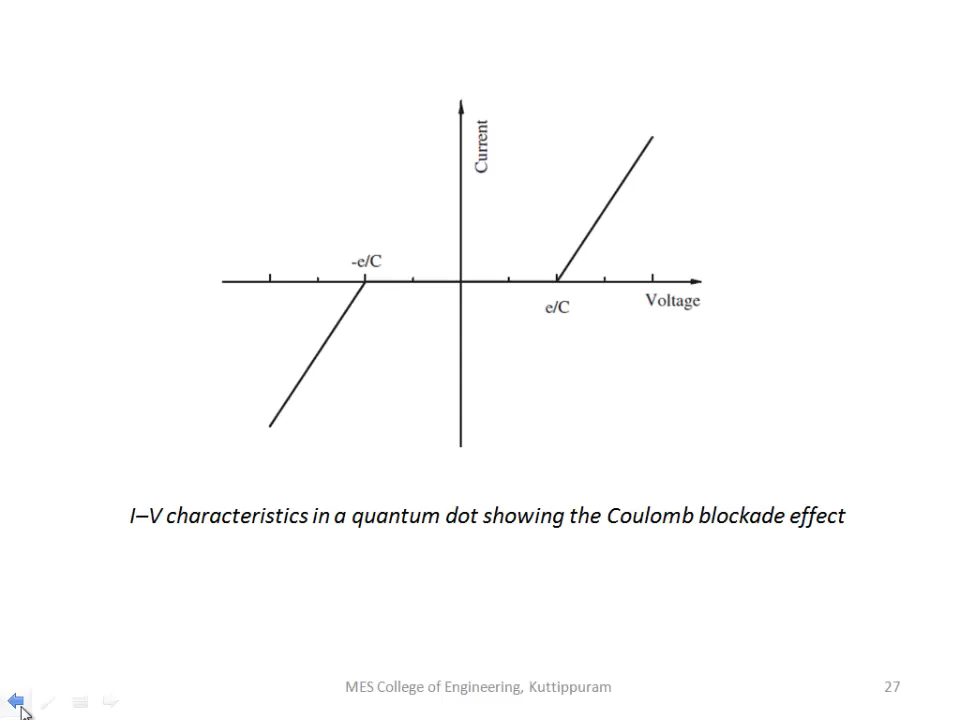 Current
-e/C
e/C
Voltage
I–V characteristics in a quantum dot showing the Coulomb blockade effect
MES College of Engineering, Kuttippuram
27